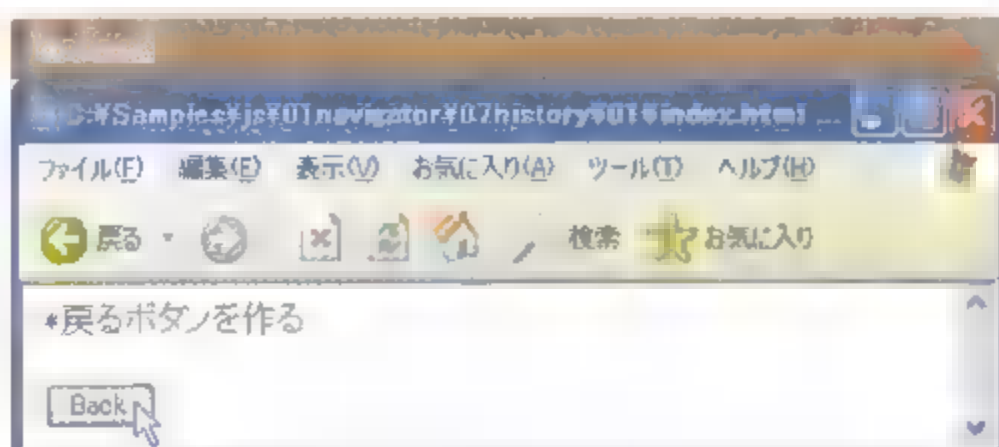 C:¥Samples¥js¥01navigator¥07history¥01¥index.html ...
ファイル(F) 編集(E) 表示(V) お気に入り(A) ツール(T) ヘルプ(H)
戻る 検索 お気に入り
*戻るボタンを作る
Back